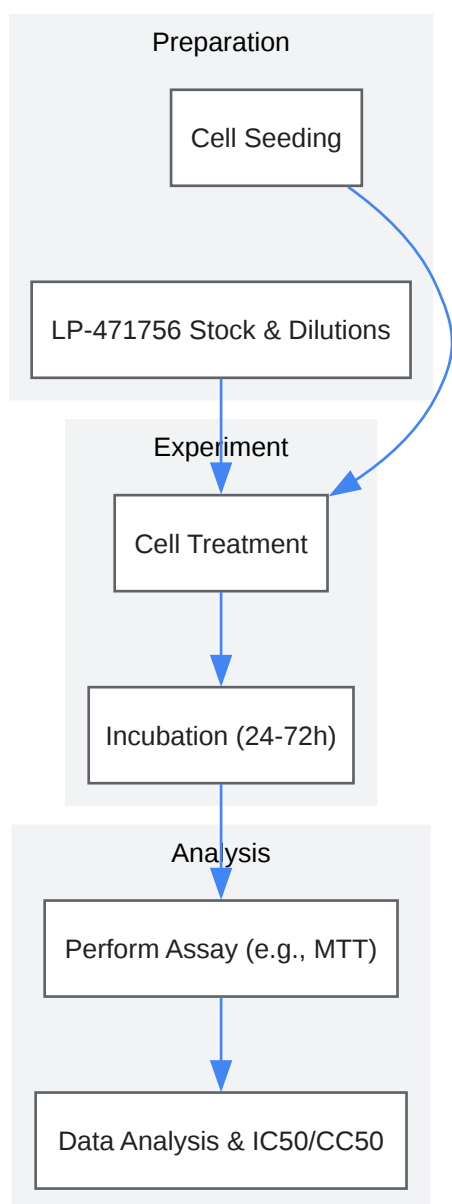 Preparation
Cell Seeding
LP-471756 Stock & Dilutions
Experiment
Cell Treatment
Incubation (24-72h)
Analysis
Perform Assay (e.g., MTT)
Data Analysis & IC50/CC50